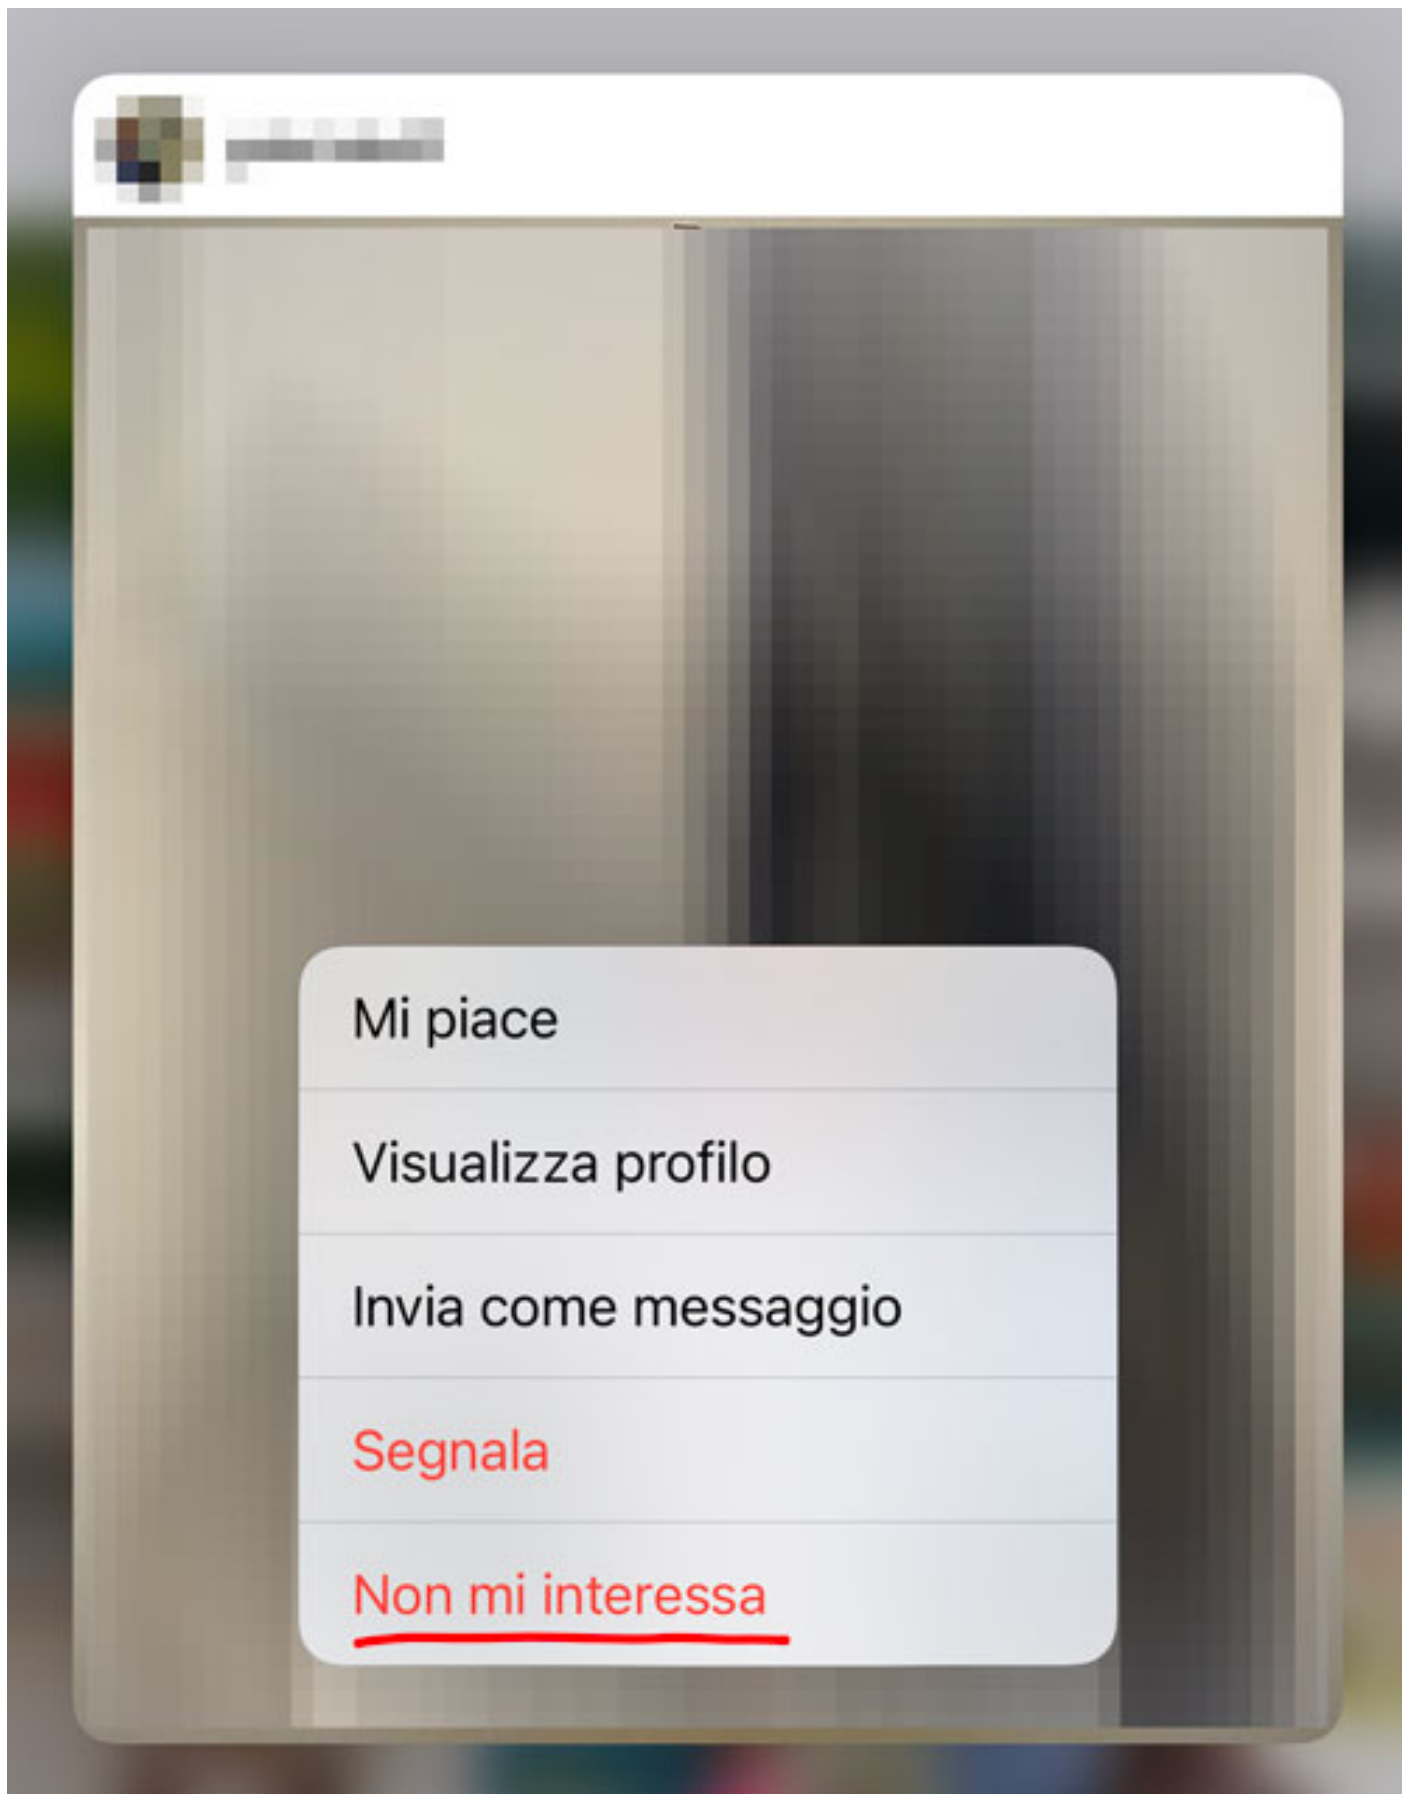 Mi piace
Visualizza profilo
Invia come messaggio
Segnala
Non mi interessa